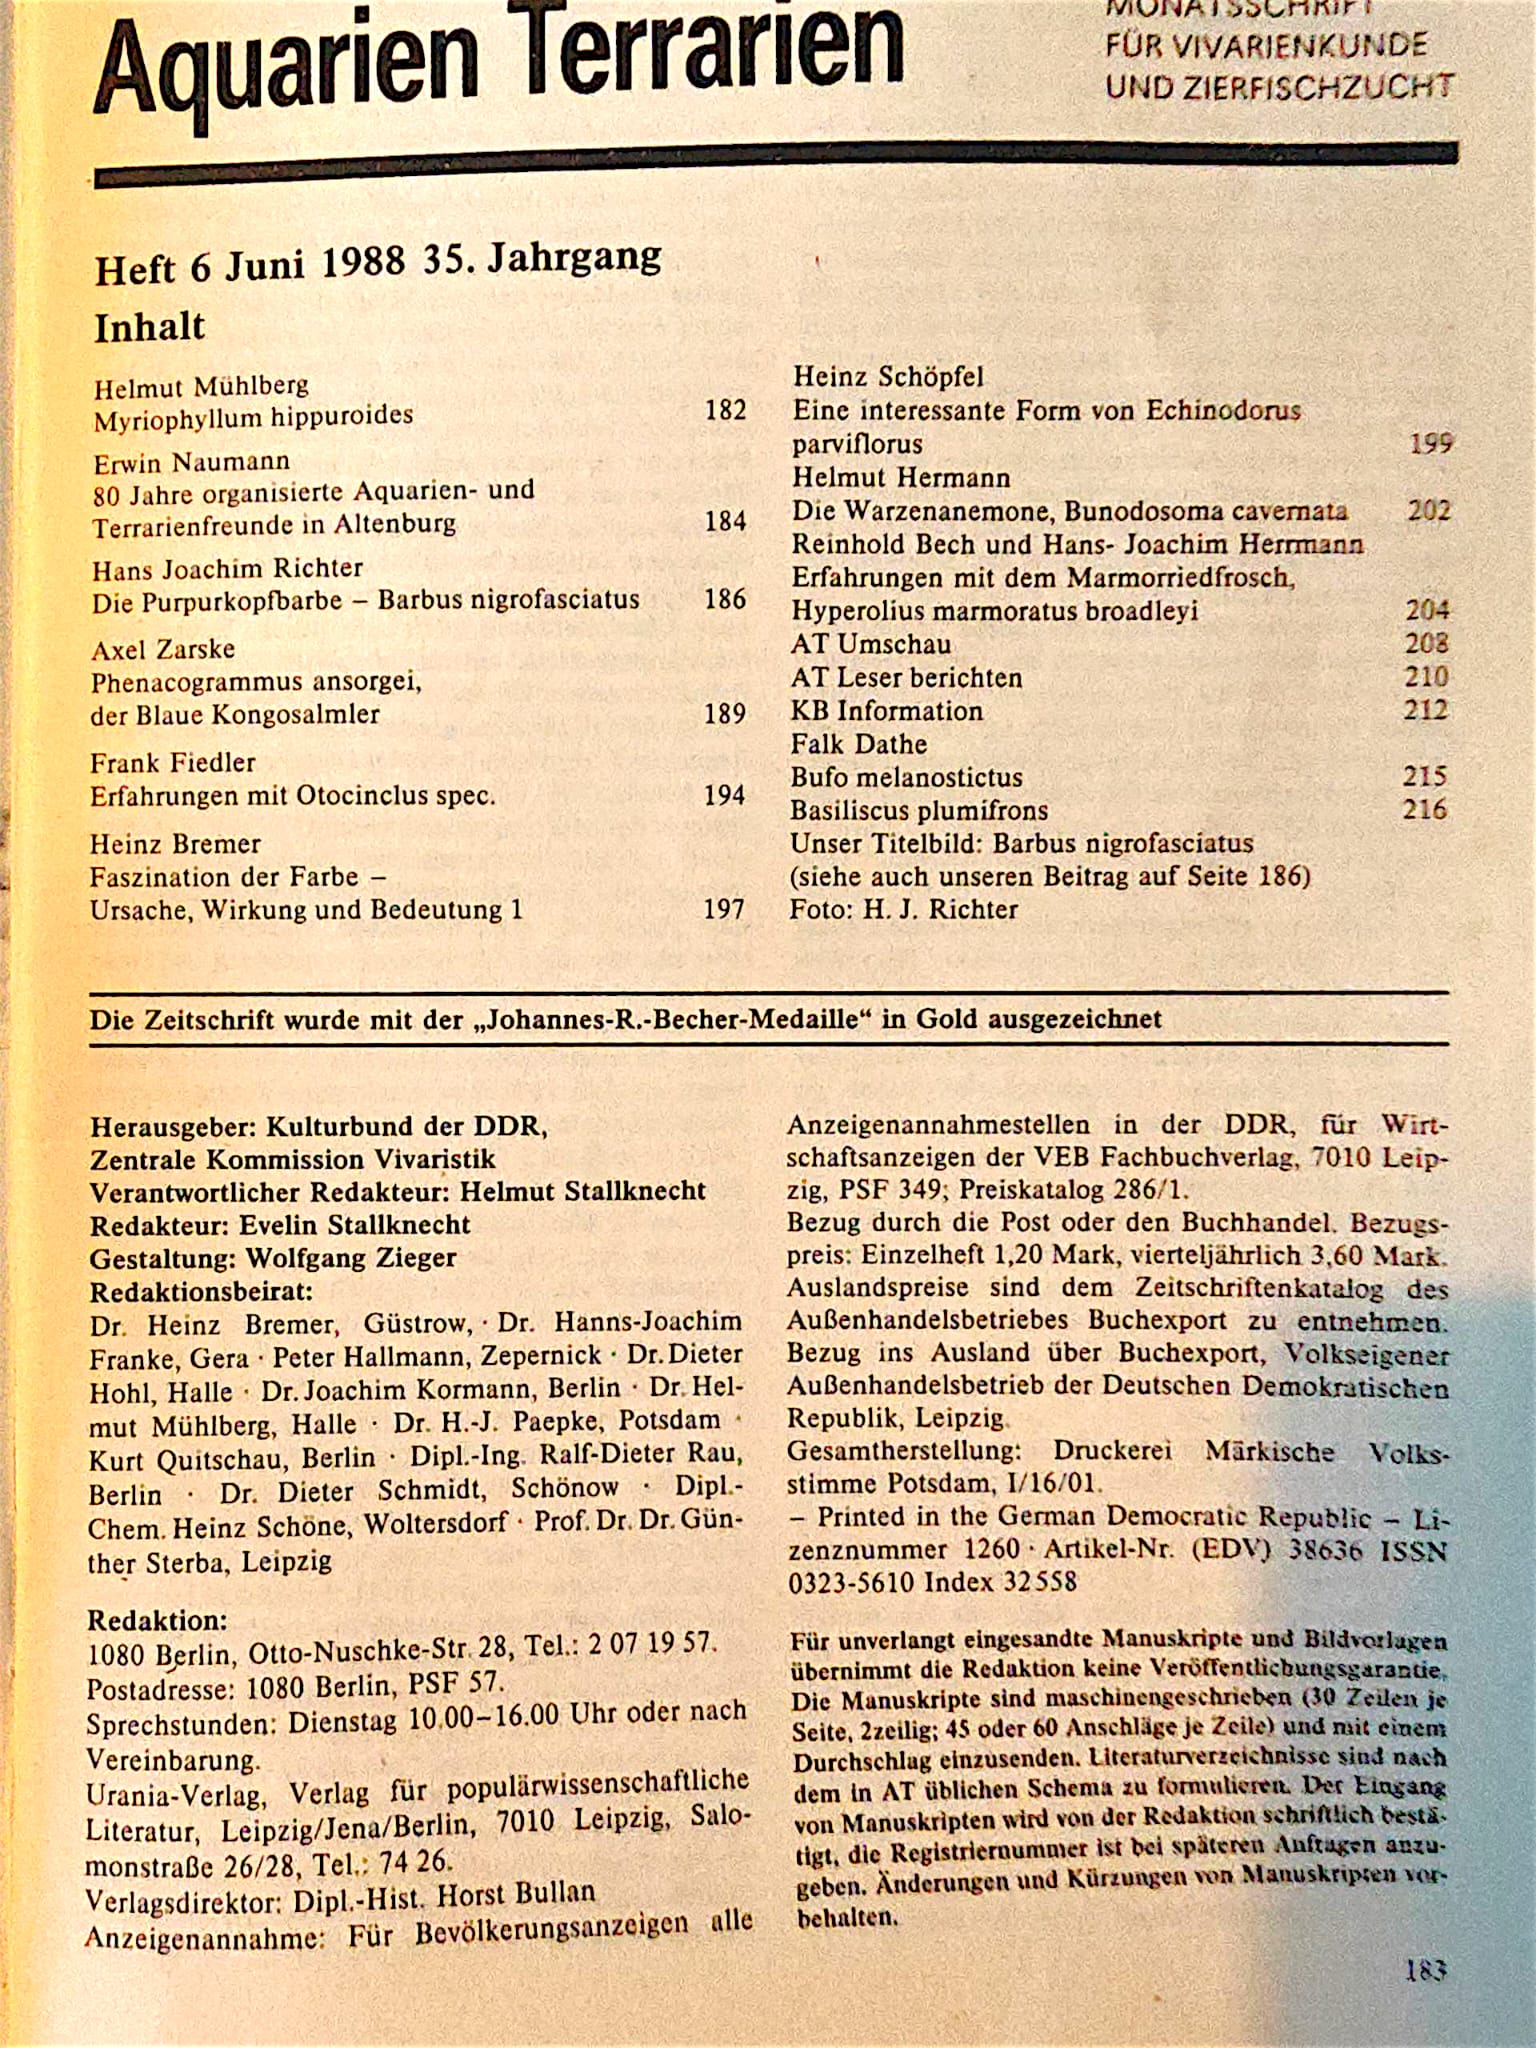 Aquarien Terrarien
MONATSSCHRIFT
FÜR VIVARIENKUNDE
UND ZIERFISCHZUCHT
Heft 6 Juni 1988 35. Jahrgang
Inhalt
Helmut Mühlberg
Myriophyllum hippuroides 182
Erwin Naumann
80 Jahre organisierte Aquarien- und
Terrarienfreunde in Altenburg 184
Hans Joachim Richter
Die Purpurkopfbarbe – Barbus nigrofasciatus 186
Axel Zarske
Phenacogrammus ansorgei,
der Blaue Kongosalmler 189
Frank Fiedler
Erfahrungen mit Otocinclus spec. 194
Heinz Bremer
Faszination der Farbe –
Ursache, Wirkung und Bedeutung 1 197
Heinz Schöpfel
Eine interessante Form von Echinodorus
parviflorus 199
Helmut Hermann
Die Warzenanemone, Bunodosoma cavernata 202
Reinhold Bech und Hans- Joachim Herrmann
Erfahrungen mit dem Marmorriedfrosch,
Hyperolius marmoratus broadleyi 204
AT Umschau 208
AT Leser berichten 210
KB Information 212
Falk Dathe
Bufo melanostictus 215
Basiliscus plumifrons 216
Unser Titelbild: Barbus nigrofasciatus
(siehe auch unseren Beitrag auf Seite 186)
Foto: H. J. Richter
Die Zeitschrift wurde mit der „Johannes-R.-Becher-Medaille“ in Gold ausgezeichnet
Herausgeber: Kulturbund der DDR,
Zentrale Kommission Vivaristik
Verantwortlicher Redakteur: Helmut Stallknecht
Redakteur: Evelin Stallknecht
Gestaltung: Wolfgang Zieger
Redaktionsbeirat:
Dr. Heinz Bremer, Güstrow, · Dr. Hanns-Joachim
Franke, Gera · Peter Hallmann, Zepernick · Dr. Dieter
Hohl, Halle · Dr. Joachim Kormann, Berlin · Dr. Hel-
mut Mühlberg, Halle · Dr. H.-J. Paepke, Potsdam ·
Kurt Quitschau, Berlin · Dipl.-Ing. Ralf-Dieter Rau,
Berlin · Dr. Dieter Schmidt, Schönow · Dipl.-
Chem. Heinz Schöne, Woltersdorf · Prof. Dr. Dr. Gün-
ther Sterba, Leipzig
Redaktion:
1080 Berlin, Otto-Nuschke-Str. 28, Tel.: 2 07 19 57.
Postadresse: 1080 Berlin, PSF 57.
Sprechstunden: Dienstag 10.00–16.00 Uhr oder nach
Vereinbarung.
Urania-Verlag, Verlag für populärwissenschaftliche
Literatur, Leipzig/Jena/Berlin, 7010 Leipzig, Salo-
monstraße 26/28, Tel.: 74 26.
Verlagsdirektor: Dipl.-Hist. Horst Bullan
Anzeigenannahme: Für Bevölkerungsanzeigen alle
Anzeigenannahmestellen in der DDR, für Wirt-
schaftsanzeigen der VEB Fachbuchverlag, 7010 Leip-
zig, PSF 349; Preiskatalog 286/1.
Bezug durch die Post oder den Buchhandel. Bezugs-
preis: Einzelheft 1,20 Mark, vierteljährlich 3,60 Mark.
Auslandspreise sind dem Zeitschriftenkatalog des
Außenhandelsbetriebes Buchexport zu entnehmen.
Bezug ins Ausland über Buchexport, Volkseigener
Außenhandelsbetrieb der Deutschen Demokratischen
Republik, Leipzig.
Gesamtherstellung: Druckerei Märkische Volks-
stimme Potsdam, I/16/01.
– Printed in the German Democratic Republic – Li-
zenznummer 1260 · Artikel-Nr. (EDV) 38636 ISSN
0323-5610 Index 32558
Für unverlangt eingesandte Manuskripte und Bildvorlagen
übernimmt die Redaktion keine Veröffentlichungsgarantie.
Die Manuskripte sind maschinengeschrieben (30 Zeilen je
Seite, 2zeilig; 45 oder 60 Anschläge je Zeile) und mit einem
Durchschlag einzusenden. Literaturverzeichnisse sind nach
dem in AT üblichen Schema zu formulieren. Der Eingang
von Manuskripten wird von der Redaktion schriftlich bestä-
tigt, die Registriernummer ist bei späteren Anftagen anzu-
geben. Änderungen und Kürzungen von Manuskripten vor-
behalten.
183